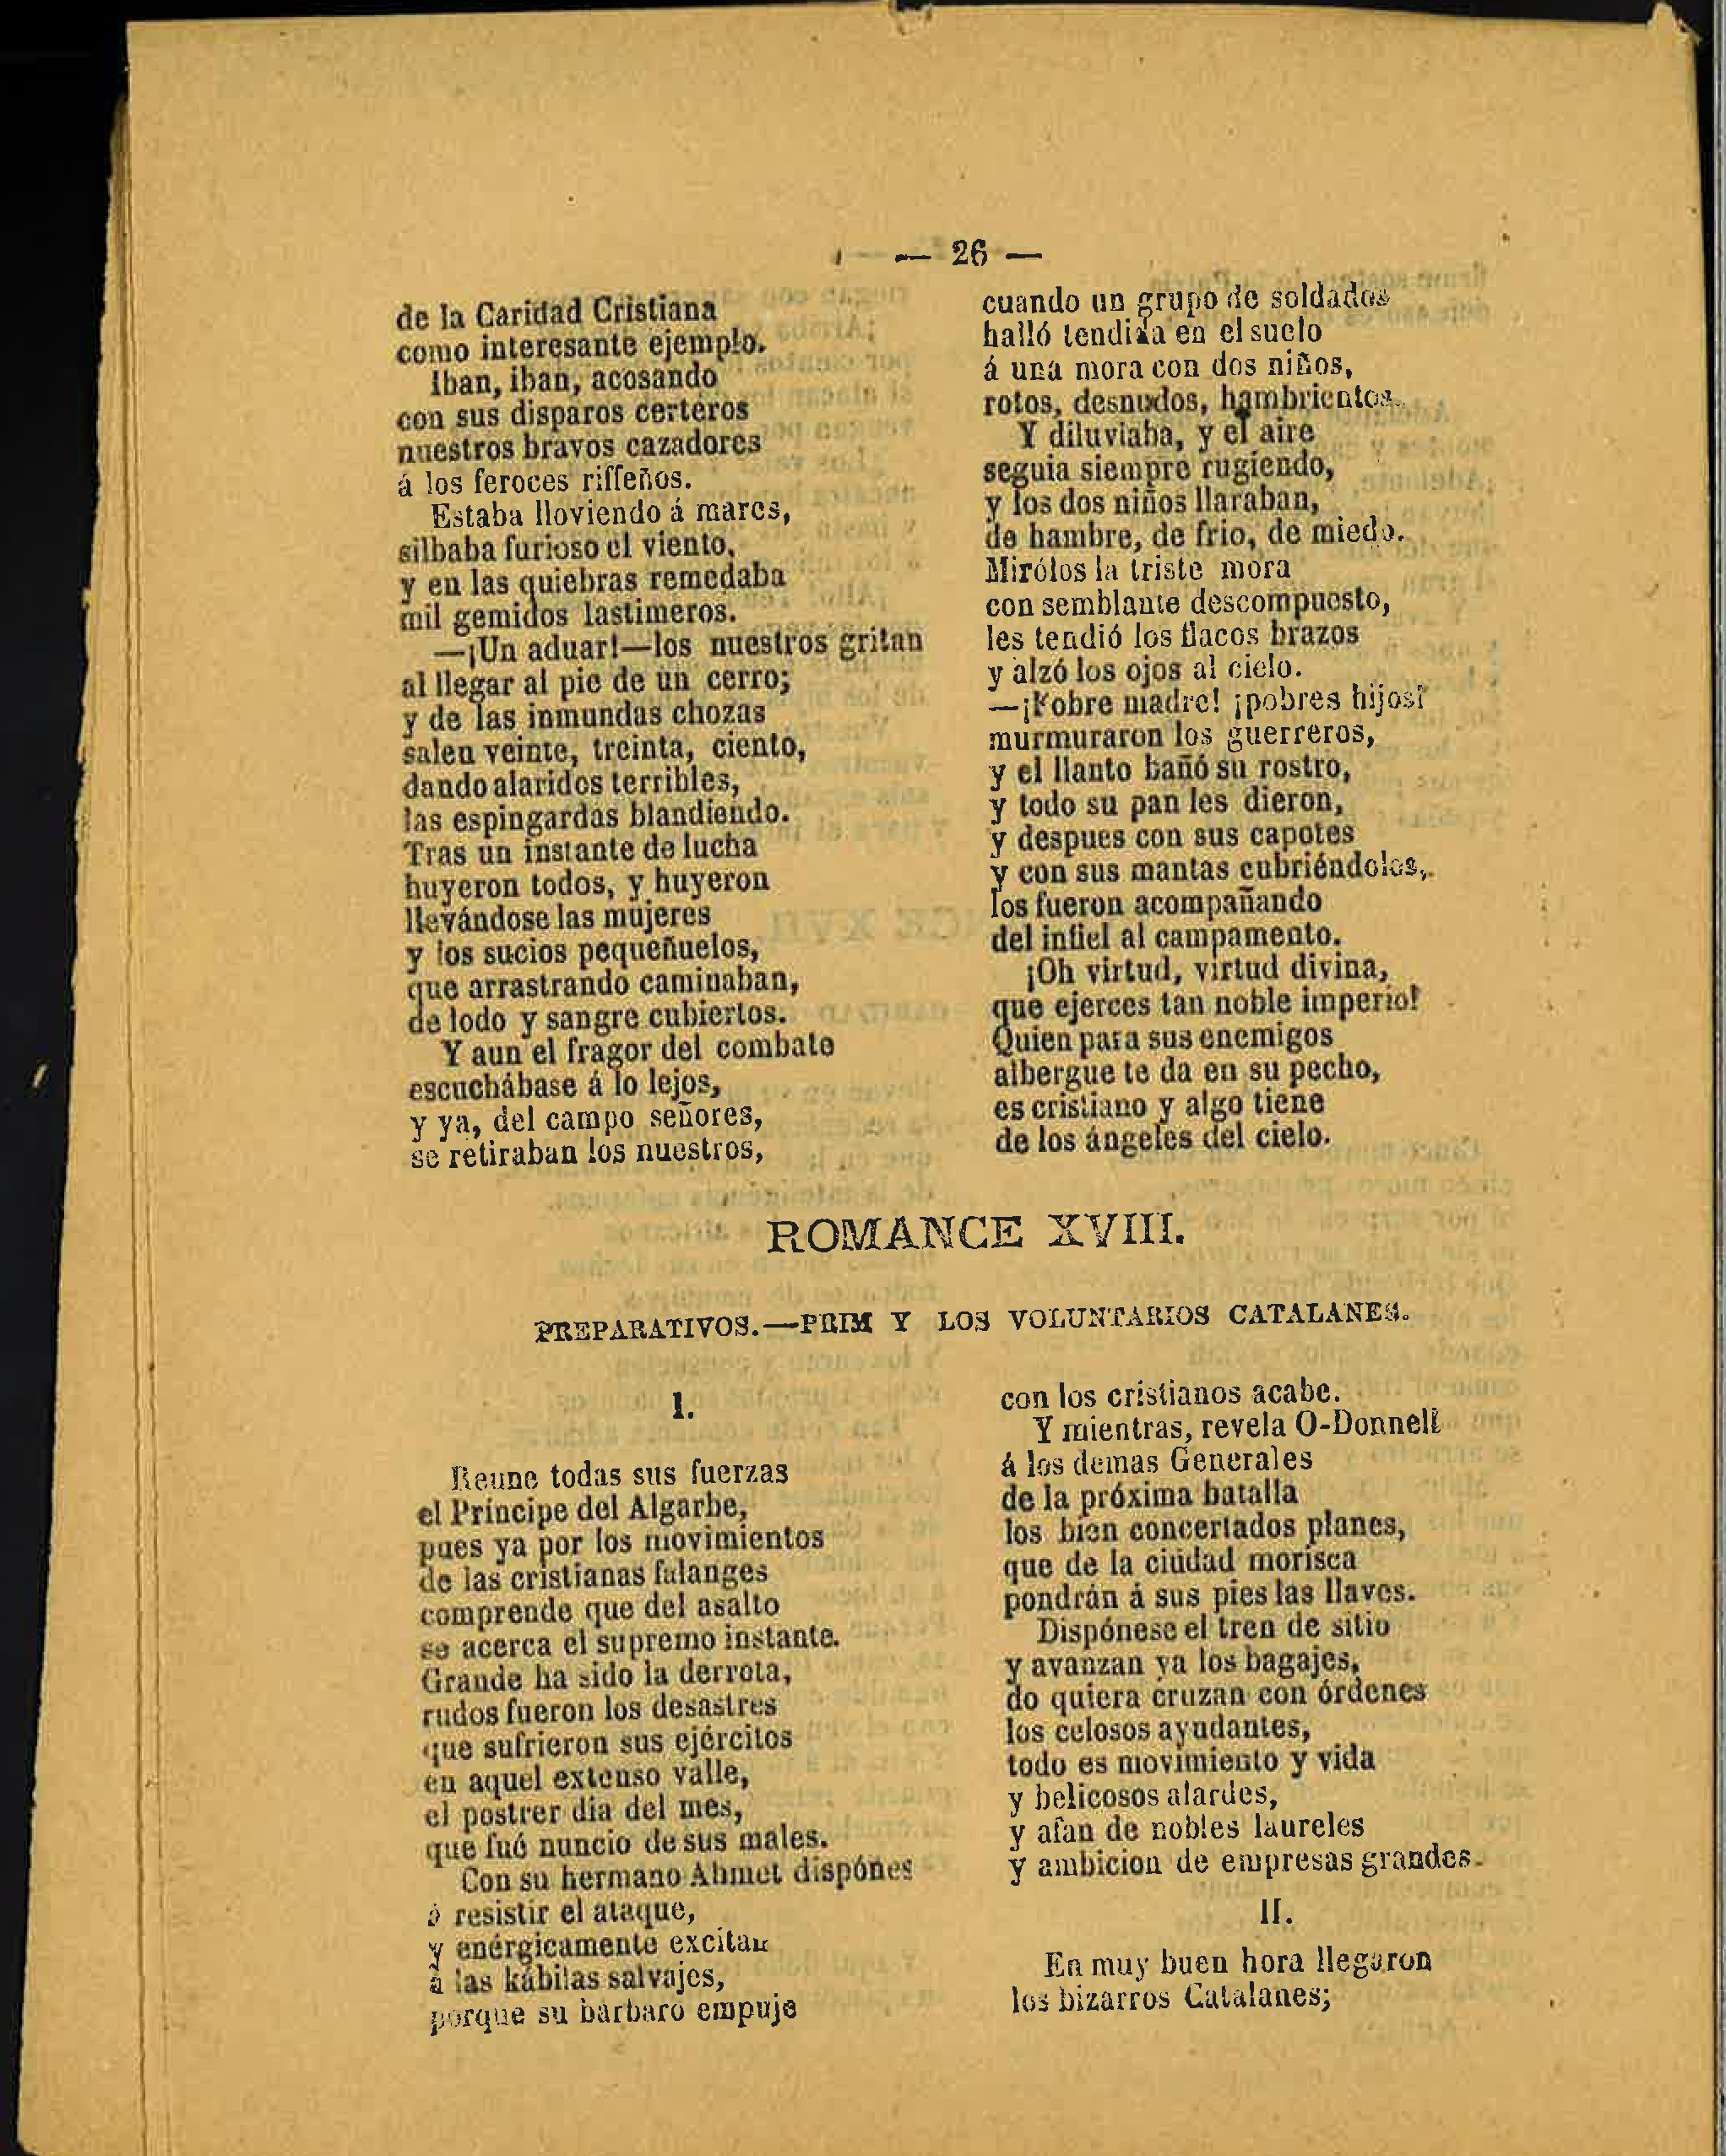 — 26 —
de la Caridad Cristiana
como interesante ejemplo.
Iban, iban, acosando
con sus disparos certeros
nuestros bravos cazadores
á los feroces riffeños.
Estaba lloviendo á mares,
silbaba furioso el viento,
y en las quiebras remedaba
mil gemidos lastimeros.
—¡Un aduar!—los nuestros gritan
al llegar al pie de un cerro;
y de las inmundas chozas
salen veinte, treinta, ciento,
dando alaridos terribles,
las espingardas blandiendo.
Tras un instante de lucha
huyeron todos, y huyeron
llevándose las mujeres
y los sucios pequeñuelos,
que arrastrando caminaban,
de lodo y sangre cubiertos.
Y aun el fragor del combate
escuchábase á lo lejos,
y ya, del campo señores,
se retiraban los nuestros,
cuando un grupo de soldados
halló tendida en el suelo
á una mora con dos niños,
rotos, desnudos, hambrientos.
Y diluviaba, y el aire
seguia siempre rugiendo,
y los dos niños llaraban,
de hambre, de frio, de miedo.
Mirólos la triste mora
con semblante descompuesto,
les tendió los flacos brazos
y alzó los ojos al cielo.
—¡Pobre madre! ¡pobres hijos!
murmuraron los guerreros,
y el llanto bañó su rostro,
y todo su pan les dieron,
y despues con sus capotes
y con sus mantas cubriéndolos,
los fueron acompañando
del infiel al campamento.
¡Oh virtud, virtud divina,
que ejerces tan noble imperio!
Quien para sus enemigos
albergue te da en su pecho,
es cristiano y algo tiene
de los ángeles del cielo.
ROMANCE XVIII.
PREPARATIVOS.—PRIM Y LOS VOLUNTARIOS CATALANES.
I.
Reune todas sus fuerzas
el Príncipe del Algarbe,
pues ya por los movimientos
de las cristianas falanges
comprende que del asalto
se acerca el supremo instante.
Grande ha sido la derrota,
rudos fueron los desastres
que sufrieron sus ejércitos
en aquel extenso valle,
el postrer dia del mes,
que fué nuncio de sus males.
Con su hermano Ahmet dispónes
á resistir el ataque,
y enérgicamente excitan
á las kábilas salvajes,
porque su bárbaro empuje
con los cristianos acabe.
Y mientras, revela O-Donnell
á los demas Generales
de la próxima batalla
los bien concertados planes,
que de la ciudad morisca
pondrán á sus pies las llaves.
Dispónese el tren de sitio
y avanzan ya los bagajes,
do quiera cruzan con órdenes
los celosos ayudantes,
todo es movimiento y vida
y belicosos alardes,
y afan de nobles laureles
y ambicion de empresas grandes.
II.
En muy buen hora llegaron
los bizarros Catalanes;